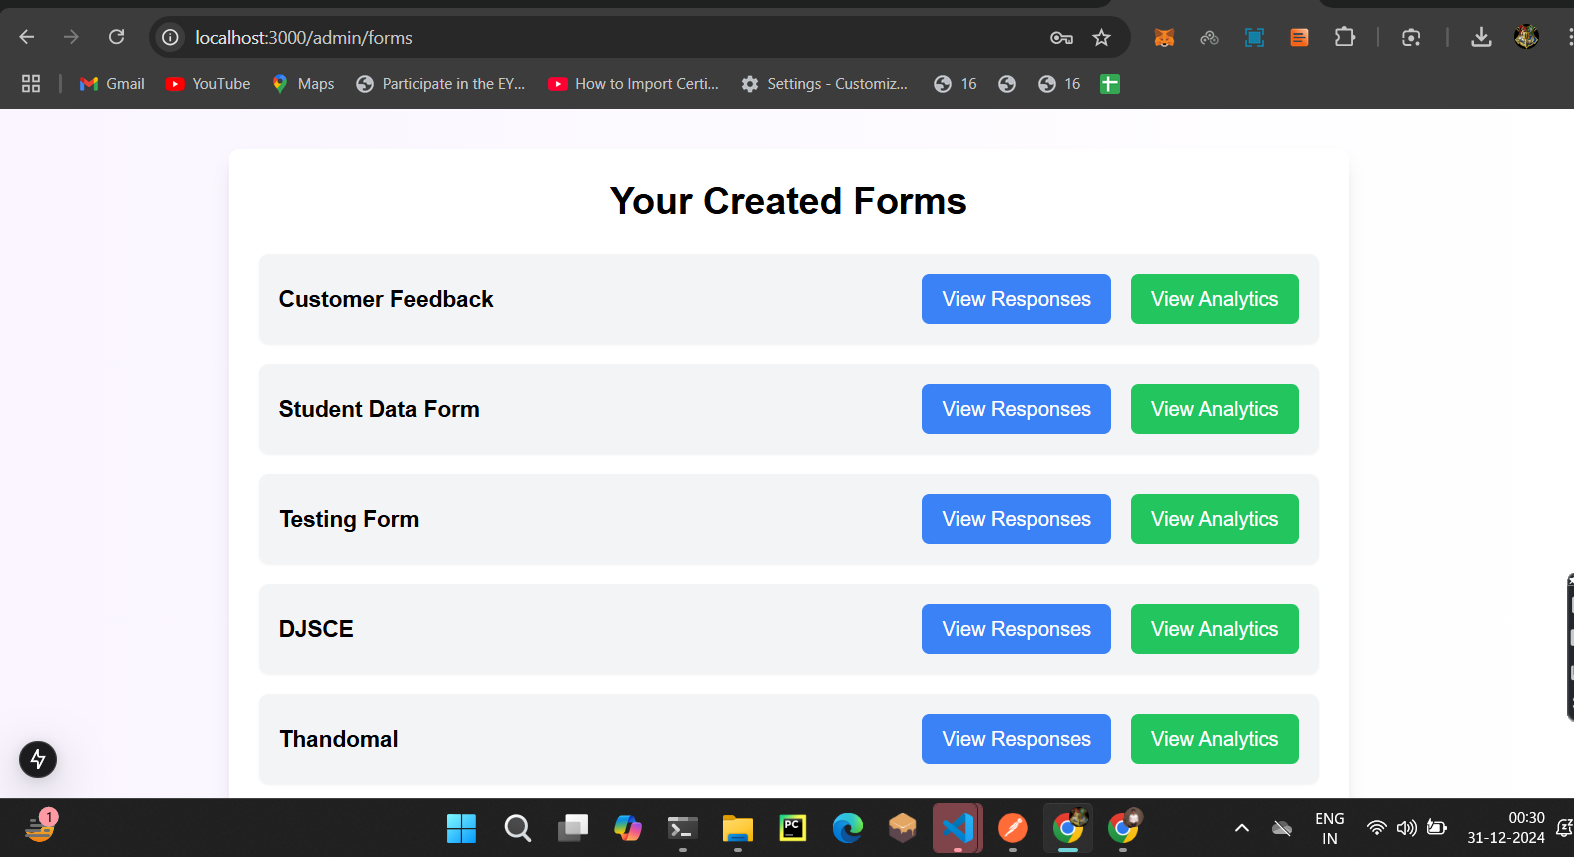 localhost:3000/admin/forms
Gmail YouTube Maps Participate in the EY... How to Import Certi... Settings - Customiz... 16 16
Your Created Forms
Customer Feedback View Responses View Analytics
Student Data Form View Responses View Analytics
Testing Form View Responses View Analytics
DJSCE View Responses View Analytics
Thandomal View Responses View Analytics
1 PC ENG 00:30
IN 31-12-2024